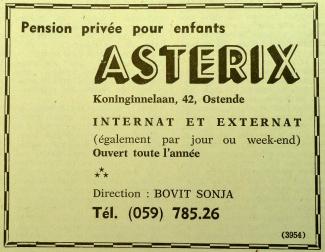 Pension privée pour enfants
ASTERIX
Koninginnelaan, 42, Ostende
INTERNAT ET EXTERNAT
(également par jour ou week-end)
Ouvert toute l'année
Direction : BOVIT SONJA
Tél. (059) 785.26
(3954)